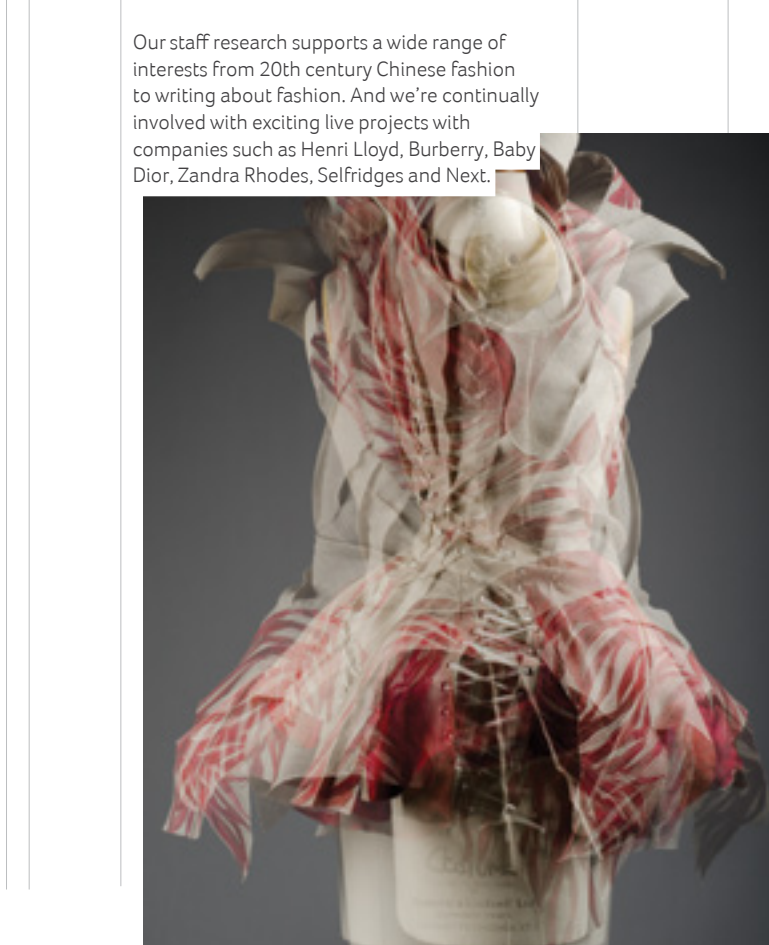 Our staff research supports a wide range of
interests from 20th century Chinese fashion
to writing about fashion. And we’re continually
involved with exciting live projects with
companies such as Henri Lloyd, Burberry, Baby
Dior, Zandra Rhodes, Selfridges and Next.